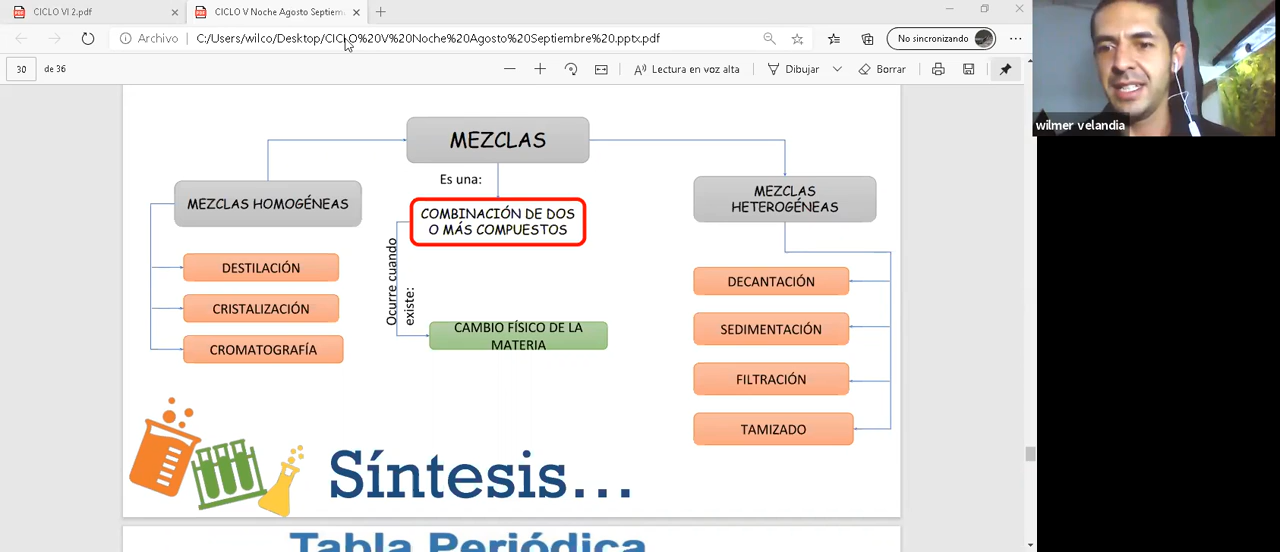 CICLO VI 2.pdf
CICLO V Noche Agosto Septiem
Archivo
C:/Users/wilco/Desktop/CICLO%20V%20Noche%20Agosto%20Septiembre%20.pptx.pdf
No sincronizando
30
de 36
Lectura en voz alta
Dibujar
Borrar
wilmer velandia
MEZCLAS
Es una:
MEZCLAS HOMOGÉNEAS
COMBINACIÓN DE DOS
O MÁS COMPUESTOS
MEZCLAS
HETEROGÉNEAS
Ocurre cuando
existe:
DESTILACIÓN
CRISTALIZACIÓN
CROMATOGRAFÍA
CAMBIO FÍSICO DE LA
MATERIA
DECANTACIÓN
SEDIMENTACIÓN
FILTRACIÓN
TAMIZADO
Síntesis...
Tabla Periódica